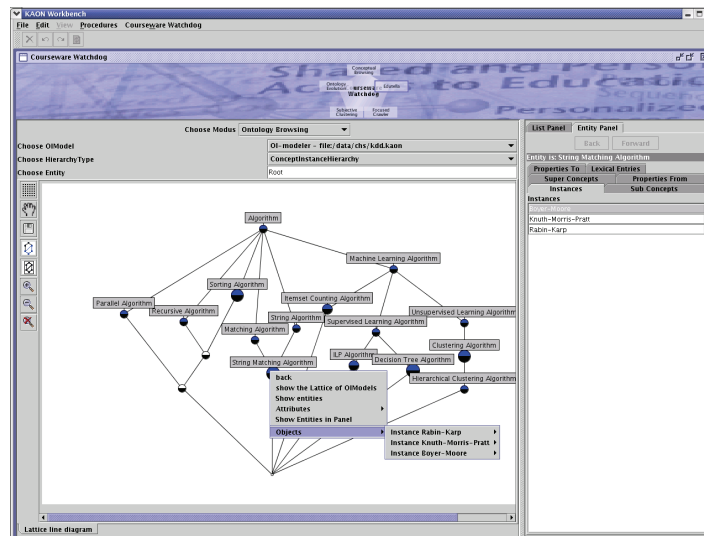 KAON Workbench
File Edit View Procedures Courseware Watchdog
Courseware Watchdog
Shared and
Conceptual Browsing
Ontology Evolution
Edutella
Watchdog
Subjective Clustering
Focused Crawler
to Educatio
Personalize
Choose Modus Ontology Browsing
Choose OIModel OI-modeler - file:/data/chs/kdd.kaon
Choose HierarchyType ConceptInstanceHierarchy
Choose Entity Root
Algorithm
Machine Learning Algorithm
Sorting Algorithm
Itemset Counting Algorithm
Parallel Algorithm
Recursive Algorithm
String Algorithm
Unsupervised Learning Algorithm
Matching Algorithm
Supervised Learning Algorithm
Clustering Algorithm
String Matching Algorithm
ILP Algorithm
Decision Tree Algorithm
Hierarchical Clustering Algorithm
back
show the Lattice of OIModels
Show entities
Attributes
Show Entities in Panel
Objects
Instance Rabin-Karp
Instance Knuth-Morris-Pratt
Instance Boyer-Moore
Lattice line diagram
List Panel Entity Panel
Back Forward
Entity is: String Matching Algorithm
Properties To Lexical Entries
Super Concepts Properties From
Instances Sub Concepts
Instances
Boyer-Moore
Knuth-Morris-Pratt
Rabin-Karp